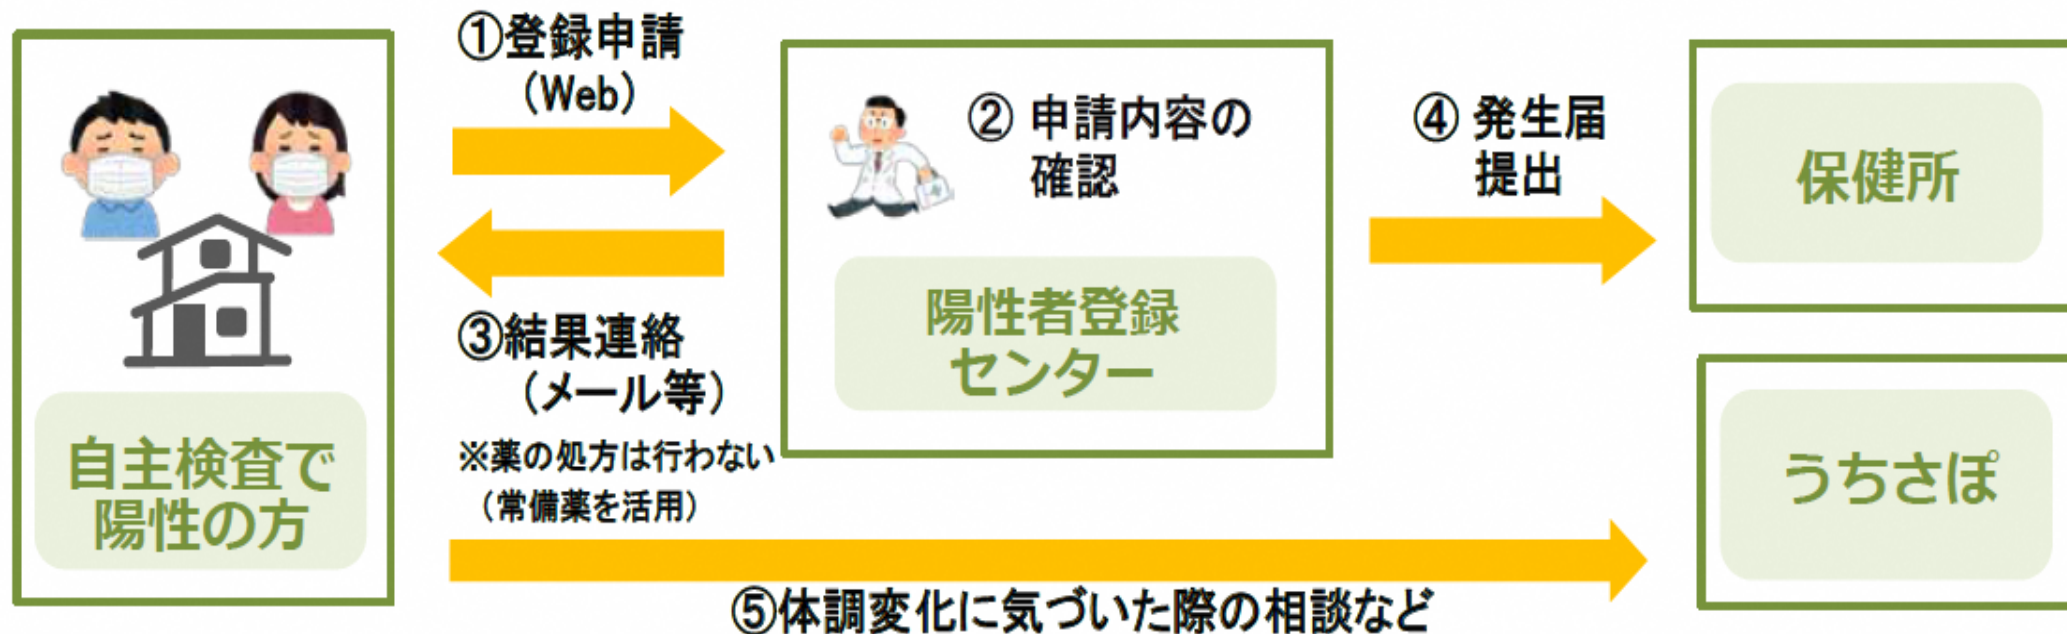 ①登録申請
（Web）
② 申請内容の
確認
④ 発生届
提出
保健所
陽性者登録
センター
③結果連絡
（メール等）
※薬の処方は行わない
（常備薬を活用）
自主検査で
陽性の方
うちさぽ
⑤体調変化に気づいた際の相談など